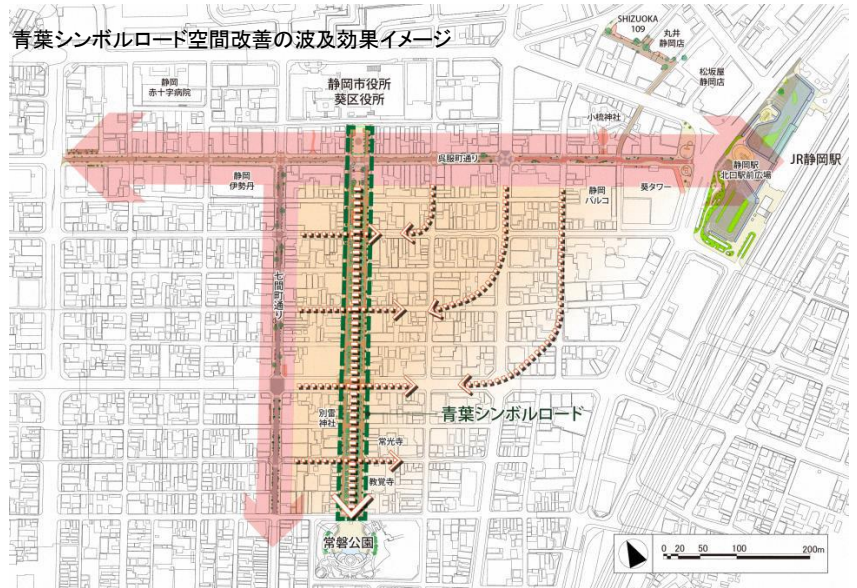 青葉シンボルロード空間改善の波及効果イメージ
SHIZUOKA
109
丸井
静岡店
松坂屋
静岡店
静岡
赤十字病院
静岡市役所
葵区役所
小梳神社
JR静岡駅
静岡駅
北口駅前広場
呉服町通り
静岡
伊勢丹
静岡
パルコ
葵タワー
七間町通り
別雷
神社
青葉シンボルロード
常光寺
教覚寺
常磐公園
0 20 50 100 200m